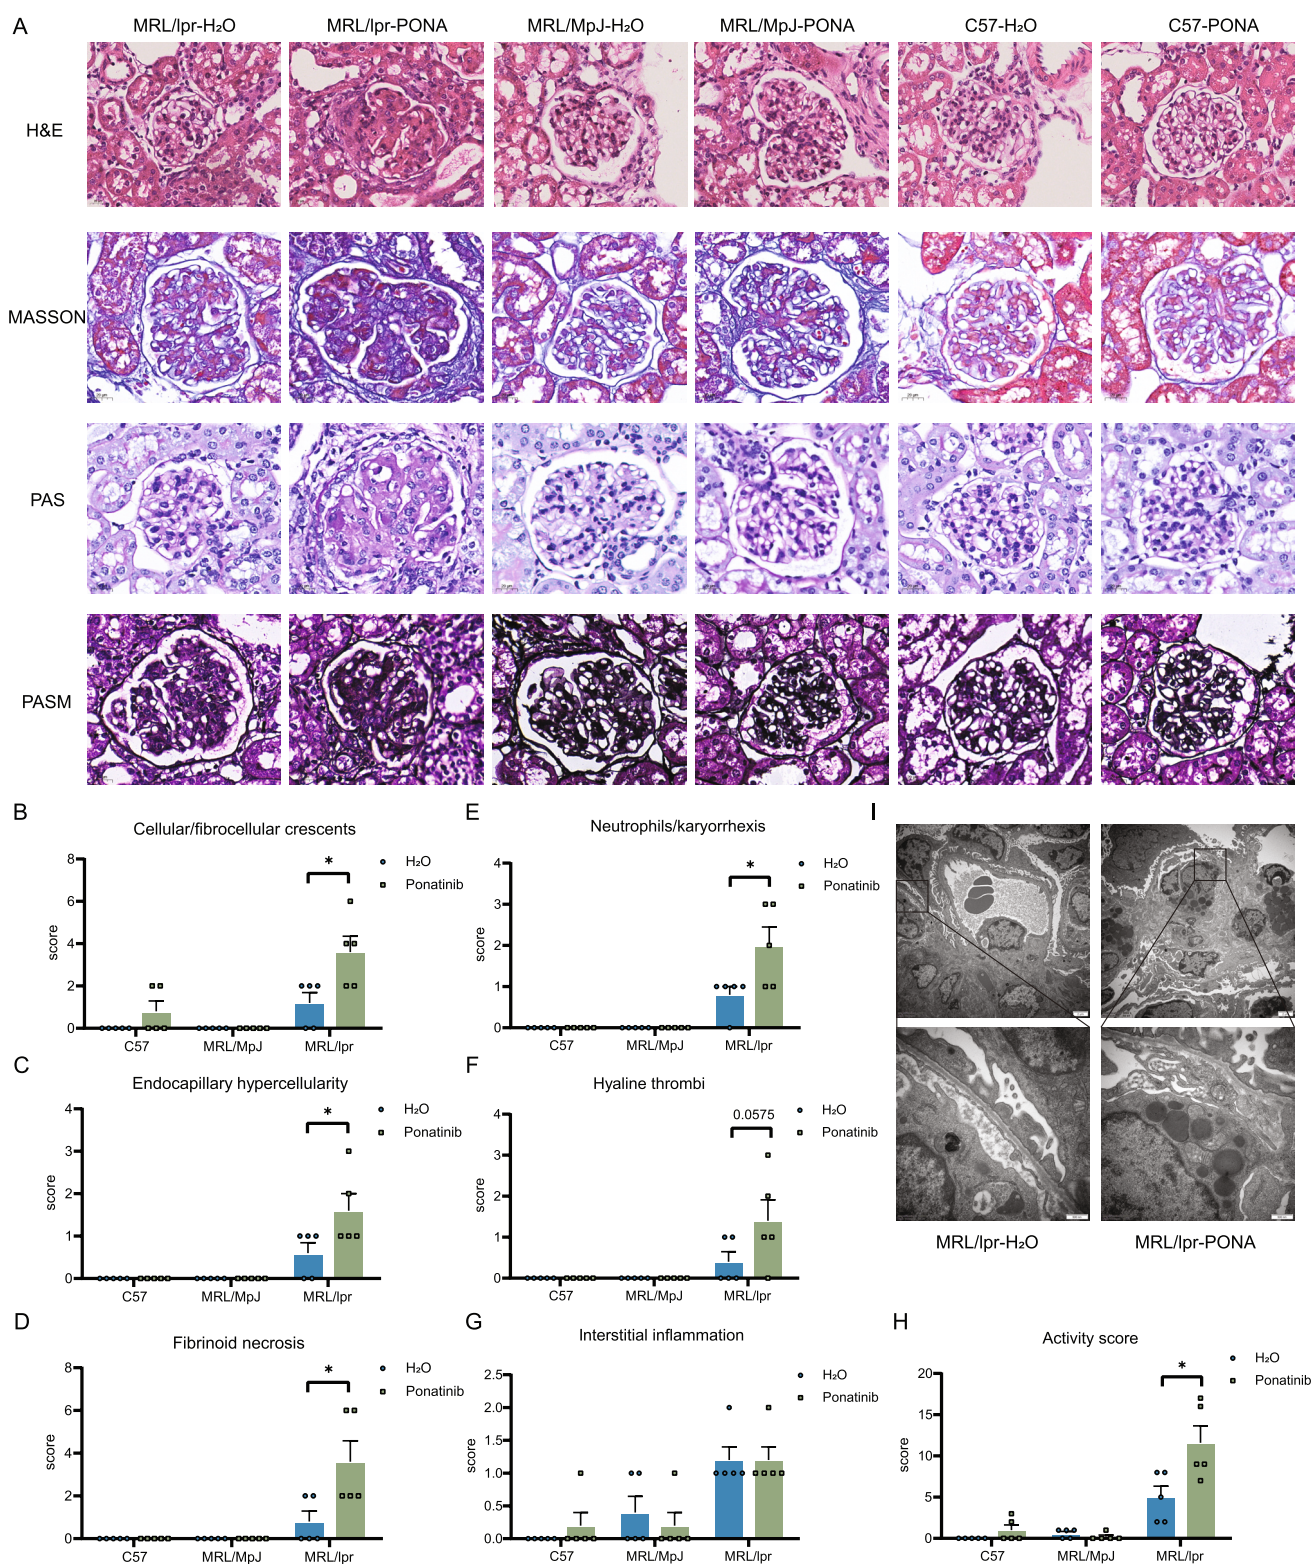 A
MRL/lpr-H₂O MRL/lpr-PONA MRL/MpJ-H₂O MRL/MpJ-PONA C57-H₂O C57-PONA
H&E
MASSON
PAS
PASM
B
Cellular/fibrocellular crescents
8
6
4
2
0
score
*
H₂O
Ponatinib
C57 MRL/MpJ MRL/lpr
E
Neutrophils/karyorrhexis
4
3
2
1
0
score
*
H₂O
Ponatinib
C57 MRL/MpJ MRL/lpr
I
MRL/lpr-H₂O MRL/lpr-PONA
C
Endocapillary hypercellularity
4
3
2
1
0
score
*
H₂O
Ponatinib
C57 MRL/MpJ MRL/lpr
F
Hyaline thrombi
4
3
2
1
0
score
0.0575
H₂O
Ponatinib
C57 MRL/MpJ MRL/lpr
D
Fibrinoid necrosis
8
6
4
2
0
score
*
H₂O
Ponatinib
C57 MRL/MpJ MRL/lpr
G
Interstitial inflammation
2.5
2.0
1.5
1.0
0.5
0.0
score
H₂O
Ponatinib
C57 MRL/MpJ MRL/lpr
H
Activity score
20
15
10
5
0
score
*
H₂O
Ponatinib
C57 MRL/MpJ MRL/lpr